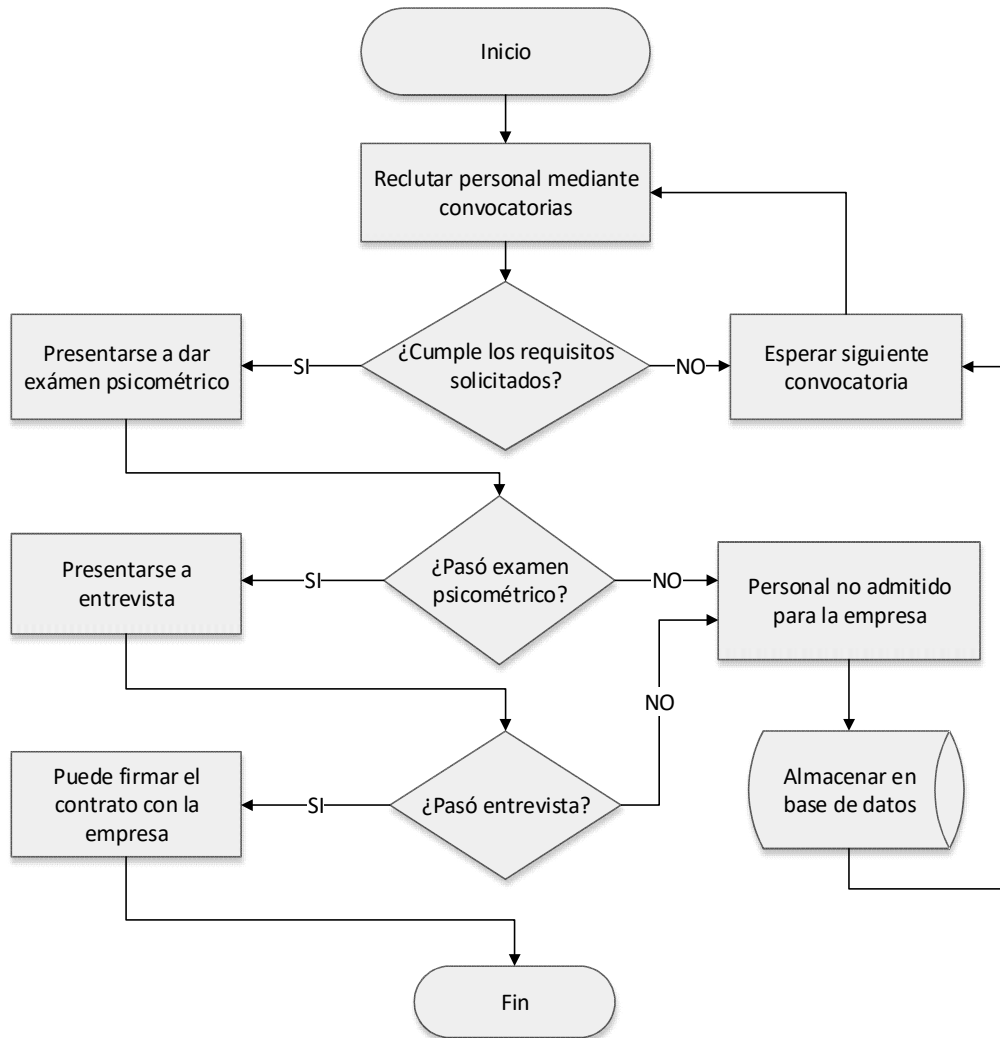 Inicio
Reclutar personal mediante
convocatorias
Presentarse a dar
exámen psicométrico
SI
¿Cumple los requisitos
solicitados?
NO
Esperar siguiente
convocatoria
Presentarse a
entrevista
SI
¿Pasó examen
psicométrico?
NO
Personal no admitido
para la empresa
NO
Puede firmar el
contrato con la
empresa
SI
¿Pasó entrevista?
Almacenar en
base de datos
Fin